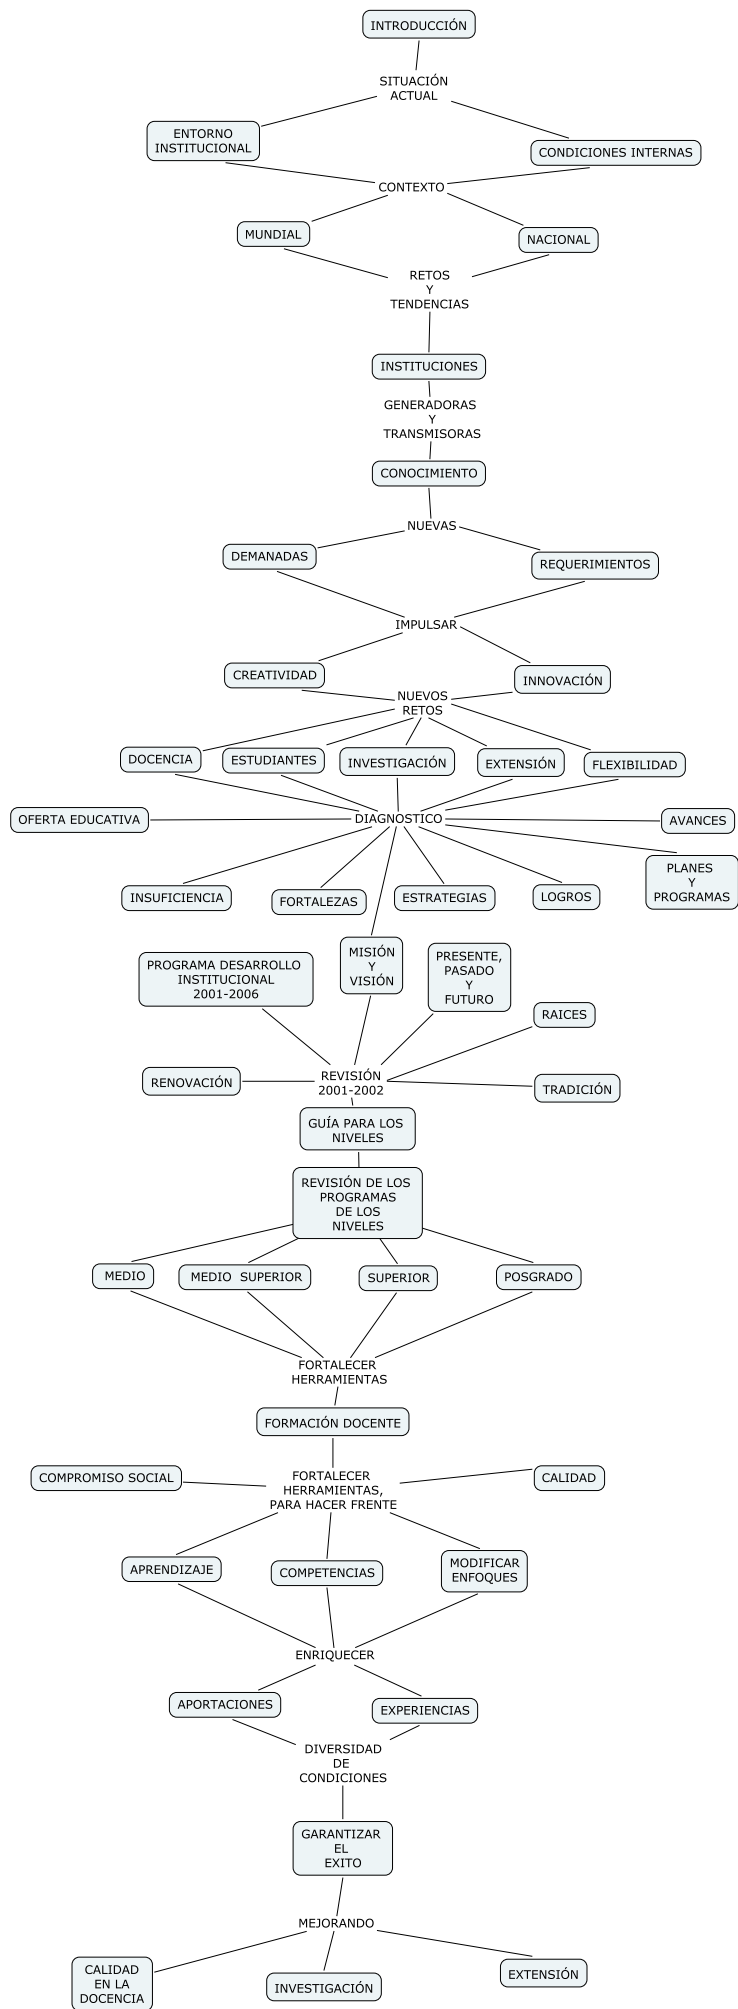 INTRODUCCIÓN
SITUACIÓN
ACTUAL
ENTORNO
INSTITUCIONAL
CONDICIONES INTERNAS
CONTEXTO
MUNDIAL
NACIONAL
RETOS
Y
TENDENCIAS
INSTITUCIONES
GENERADORAS
Y
TRANSMISORAS
CONOCIMIENTO
NUEVAS
DEMANADAS
REQUERIMIENTOS
IMPULSAR
CREATIVIDAD
INNOVACIÓN
NUEVOS
RETOS
DOCENCIA
ESTUDIANTES
INVESTIGACIÓN
EXTENSIÓN
FLEXIBILIDAD
OFERTA EDUCATIVA
DIAGNOSTICO
AVANCES
INSUFICIENCIA
FORTALEZAS
ESTRATEGIAS
LOGROS
PLANES
Y
PROGRAMAS
PROGRAMA DESARROLLO
INSTITUCIONAL
2001-2006
MISIÓN
Y
VISIÓN
PRESENTE,
PASADO
Y
FUTURO
RAICES
RENOVACIÓN
REVISIÓN
2001-2002
TRADICIÓN
GUÍA PARA LOS
NIVELES
REVISIÓN DE LOS
PROGRAMAS
DE LOS
NIVELES
MEDIO
MEDIO SUPERIOR
SUPERIOR
POSGRADO
FORTALECER
HERRAMIENTAS
FORMACIÓN DOCENTE
COMPROMISO SOCIAL
FORTALECER
HERRAMIENTAS,
PARA HACER FRENTE
CALIDAD
APRENDIZAJE
COMPETENCIAS
MODIFICAR
ENFOQUES
ENRIQUECER
APORTACIONES
EXPERIENCIAS
DIVERSIDAD
DE
CONDICIONES
GARANTIZAR
EL
EXITO
MEJORANDO
CALIDAD
EN LA
DOCENCIA
INVESTIGACIÓN
EXTENSIÓN